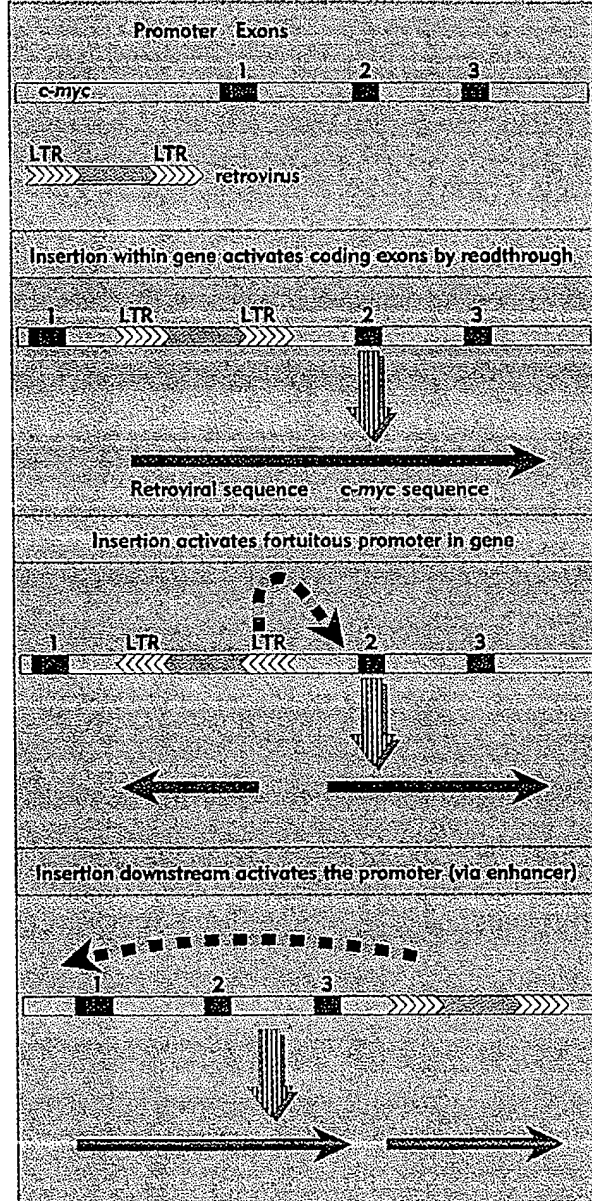 Promoter Exons
1 2 3
c-myc
LTR LTR
retrovirus
Insertion within gene activates coding exons by readthrough
1 LTR LTR 2 3
Retroviral sequence c-myc sequence
Insertion activates fortuitous promoter in gene
1 LTR LTR 2 3
Insertion downstream activates the promoter (via enhancer)
1 2 3